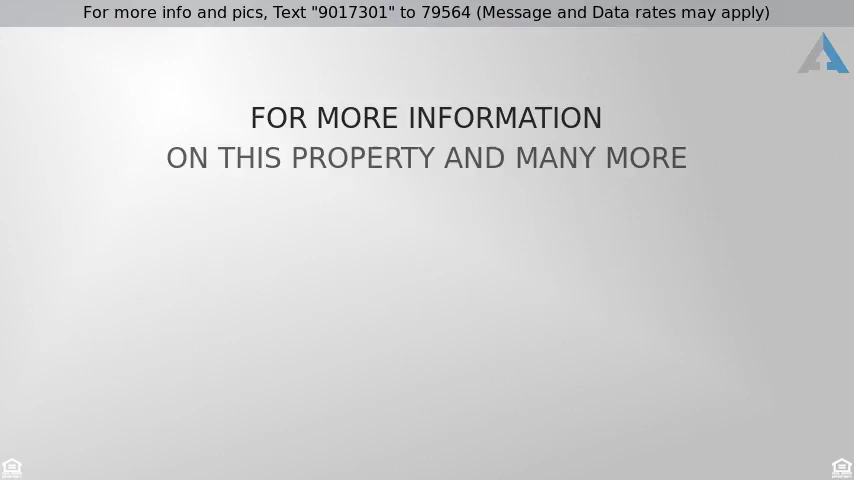 For more info and pics, Text "9017301" to 79564 (Message and Data rates may apply)
FOR MORE INFORMATION
ON THIS PROPERTY AND MANY MORE